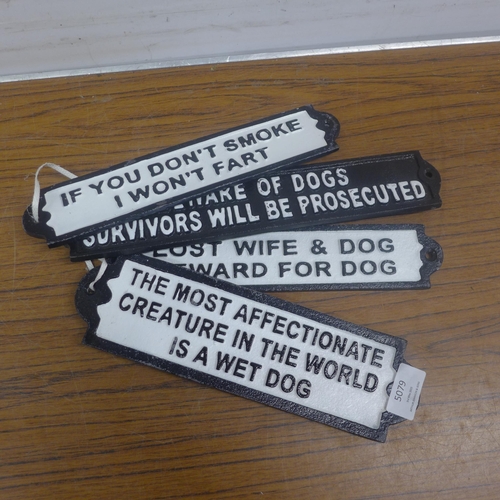 IF YOU DON'T SMOKE
I WON'T FART
WARE OF DOGS
SURVIVORS WILL BE PROSECUTED
LOST WIFE & DOG
WARD FOR DOG
THE MOST AFFECTIONATE
CREATURE IN THE WORLD
IS A WET DOG
5079